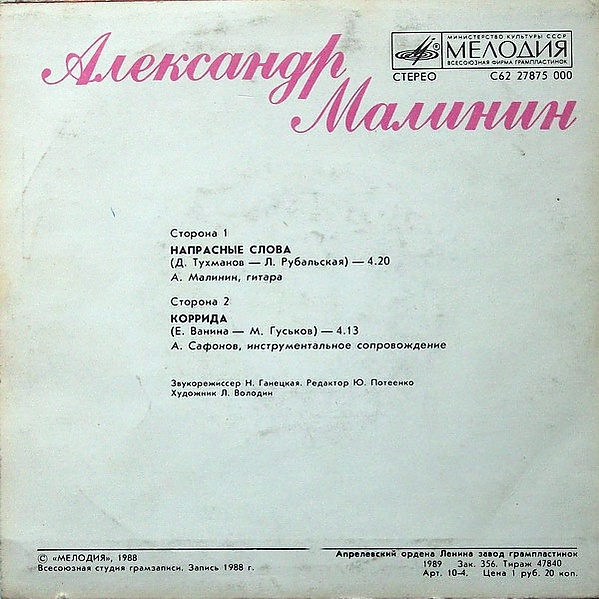 Александр
Малинин
МИНИСТЕРСТВО КУЛЬТУРЫ СССР
МЕЛОДИЯ
ВСЕСОЮЗНАЯ ФИРМА ГРАМПЛАСТИНОК
СТЕРЕО С62 27875 000
Сторона 1
НАПРАСНЫЕ СЛОВА
(Д. Тухманов — Л. Рубальская) — 4.20
А. Малинин, гитара
Сторона 2
КОРРИДА
(Е. Ванина — М. Гуськов) — 4.13
А. Сафонов, инструментальное сопровождение
Звукорежиссер Н. Ганецкая. Редактор Ю. Потеенко
Художник Л. Володин
© «МЕЛОДИЯ», 1988
Всесоюзная студия грамзаписи. Запись 1988 г.
Апрелевский ордена Ленина завод грампластинок
1989 Зак. 356. Тираж 47840
Арт. 10-4. Цена 1 руб. 20 коп.